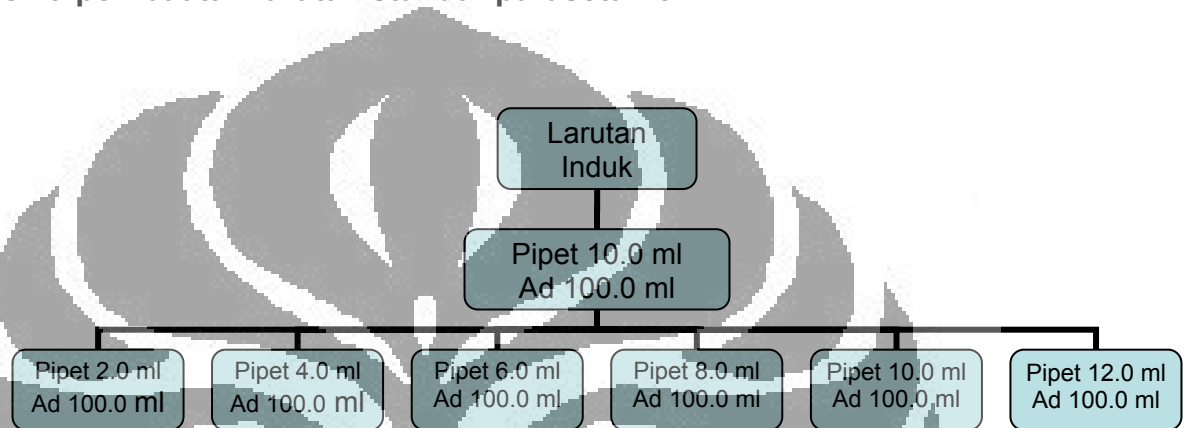 Larutan
Induk
Pipet 10.0 ml
Ad 100.0 ml
Pipet 2.0 ml
Ad 100.0 ml
Pipet 4.0 ml
Ad 100.0 ml
Pipet 6.0 ml
Ad 100.0 ml
Pipet 8.0 ml
Ad 100.0 ml
Pipet 10.0 ml
Ad 100.0 ml
Pipet 12.0 ml
Ad 100.0 ml